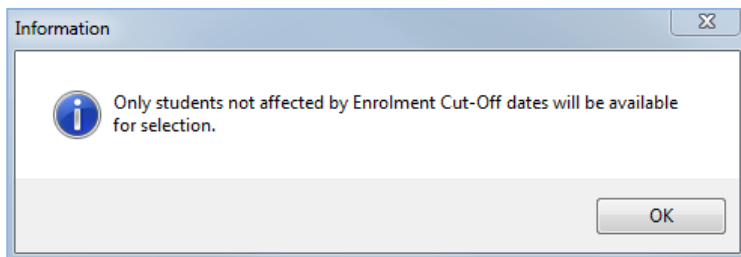 Information
Only students not affected by Enrolment Cut-Off dates will be available
for selection.
OK